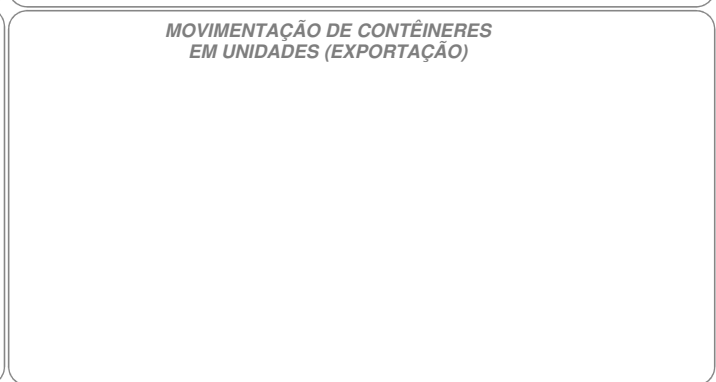 MOVIMENTAÇÃO DE CONTÊINERES
EM UNIDADES (EXPORTAÇÃO)